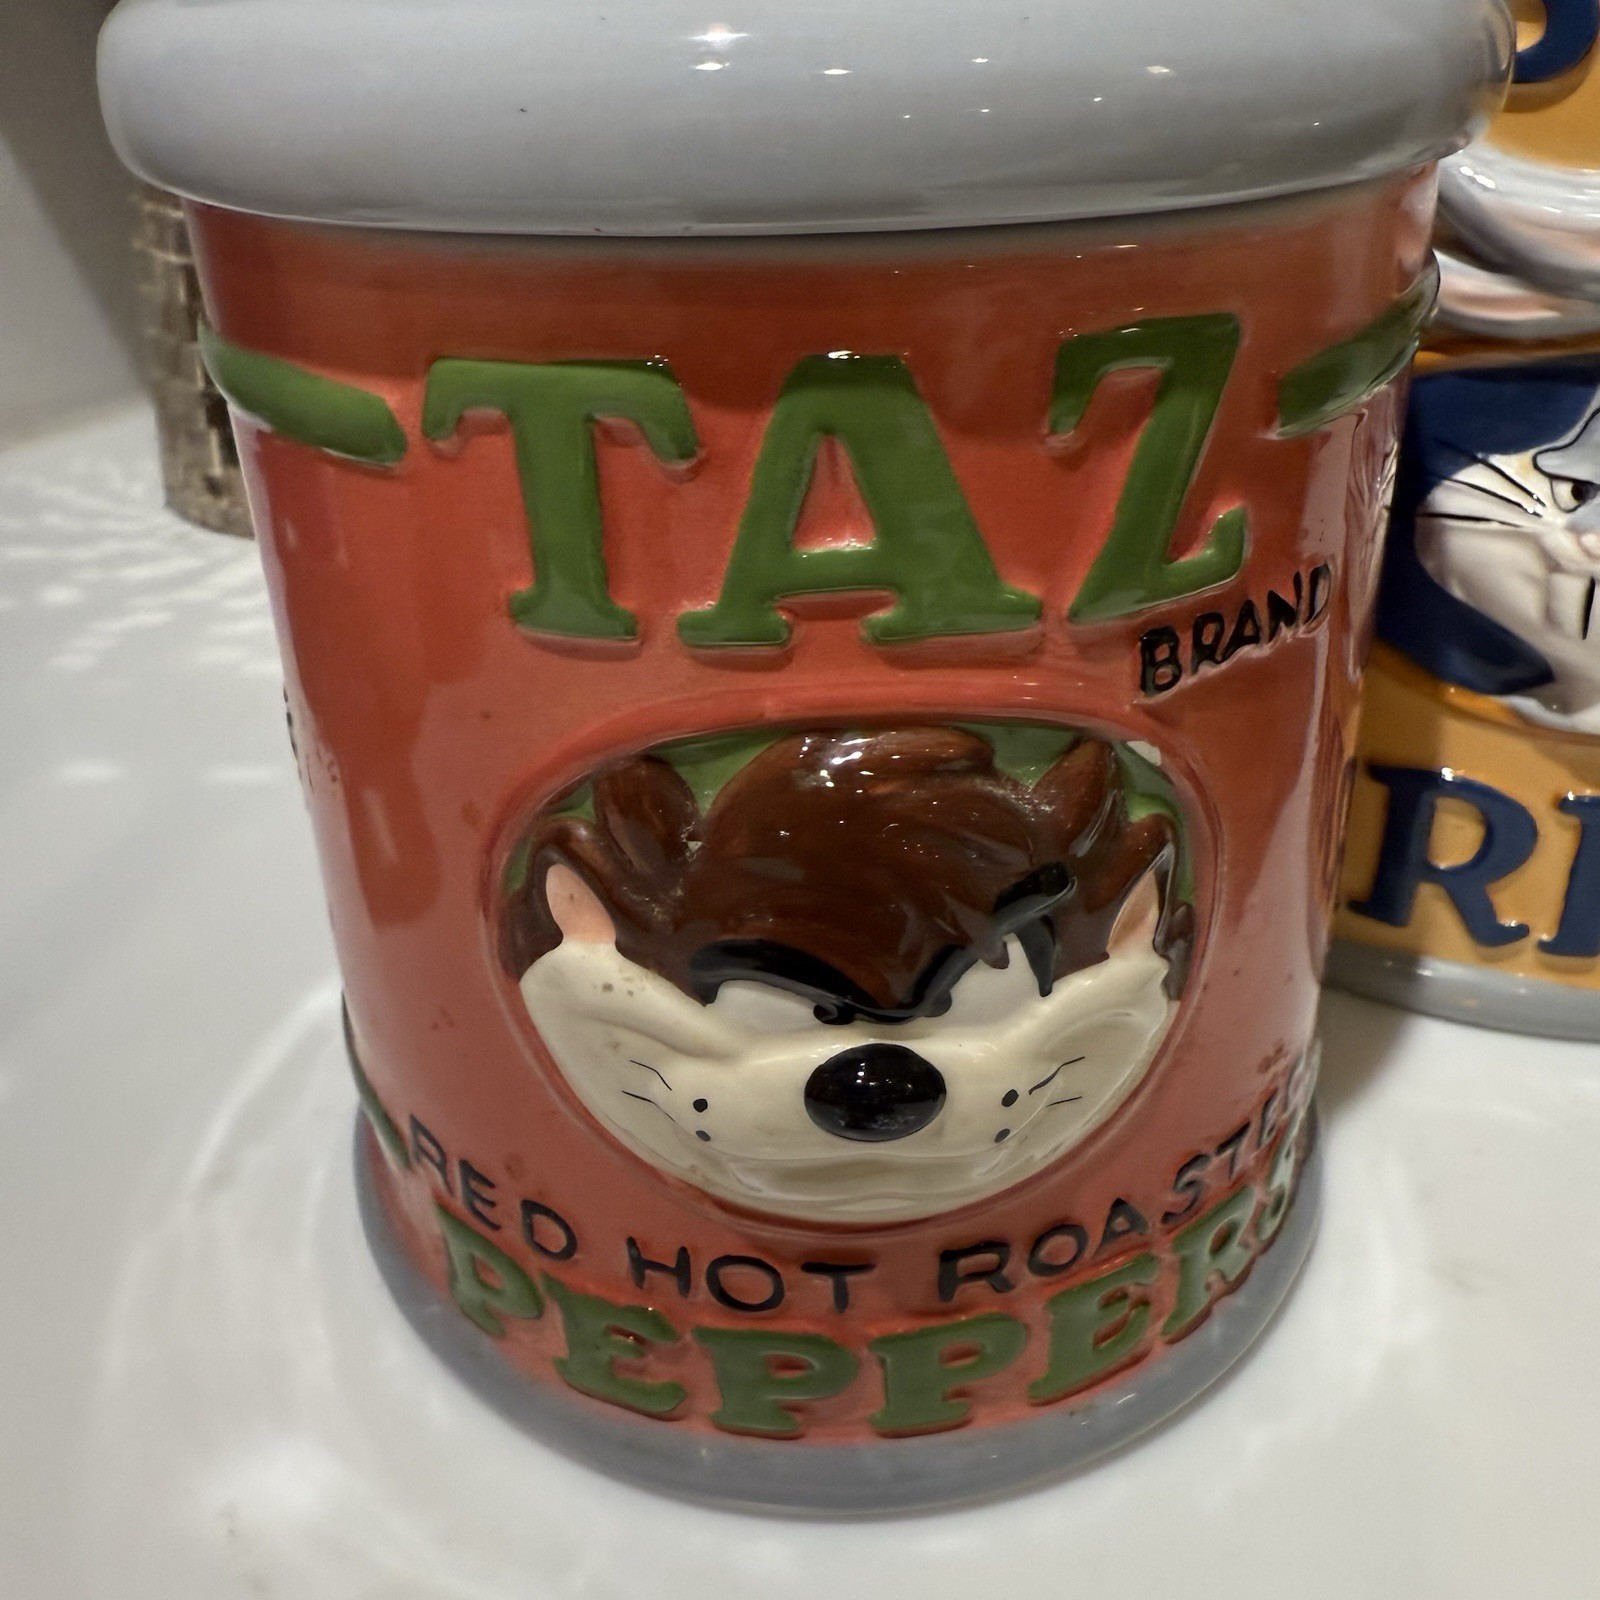 TAZ
BRAND
RED HOT ROASTED
PEPPERS